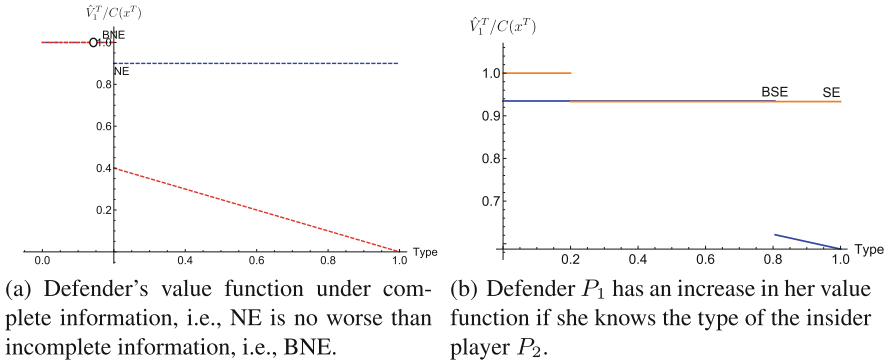 V̂₁ᵀ/C(xᵀ)
BNE
1.0
NE
0.8
0.6
0.4
0.2
0.0 0.4 0.6 0.8 1.0 Type
(a) Defender's value function under com-
plete information, i.e., NE is no worse than
incomplete information, i.e., BNE.
V̂₁ᵀ/C(xᵀ)
1.0
BSE SE
0.9
0.8
0.7
0.2 0.4 0.6 0.8 1.0 Type
(b) Defender P₁ has an increase in her value
function if she knows the type of the insider
player P₂.